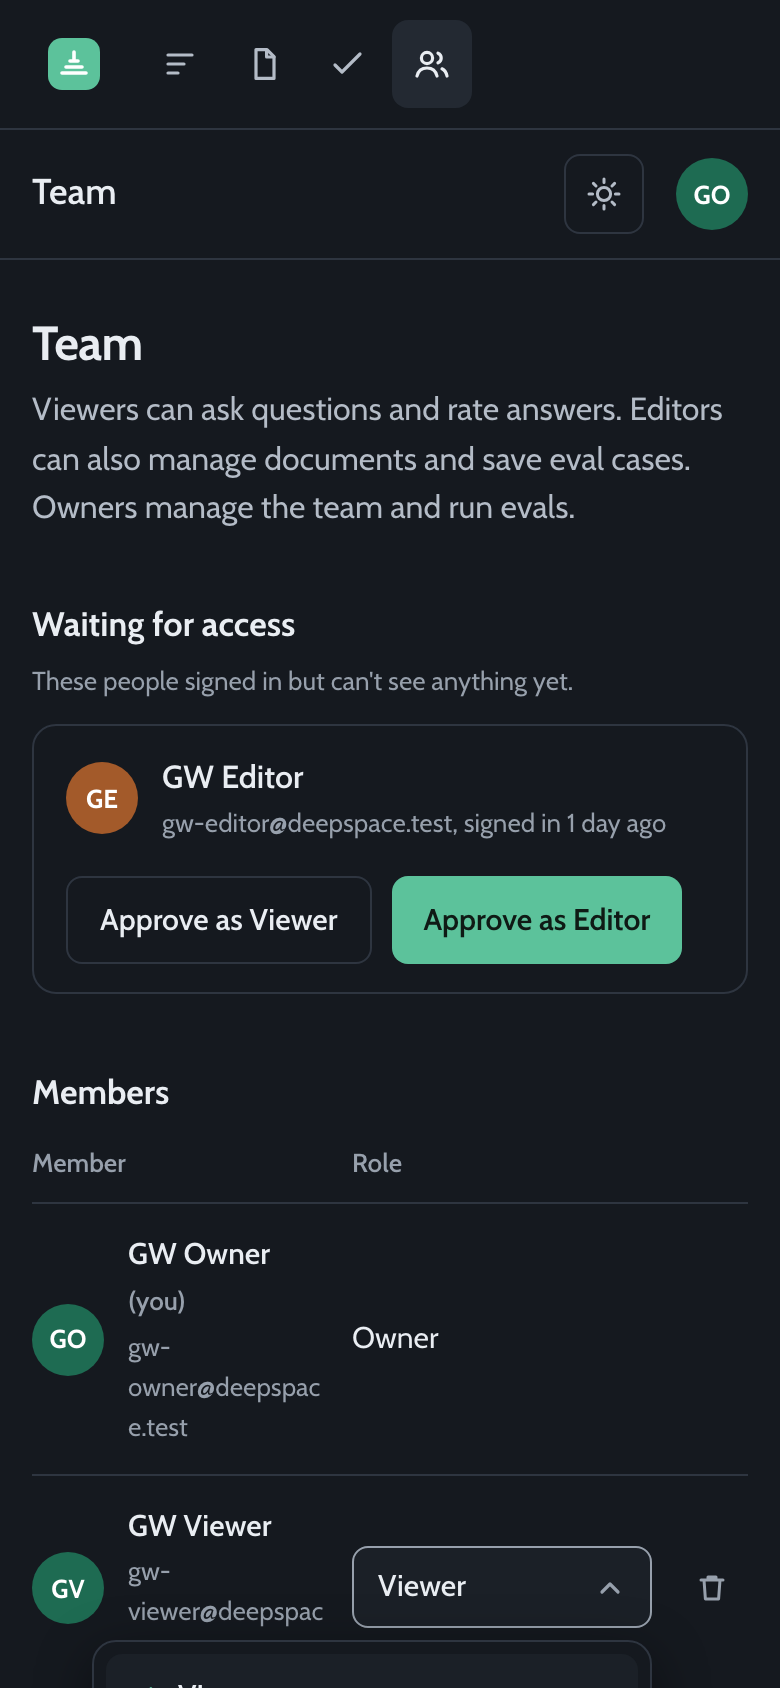 Team
GO
Team
Viewers can ask questions and rate answers. Editors
can also manage documents and save eval cases.
Owners manage the team and run evals.
Waiting for access
These people signed in but can't see anything yet.
GE
GW Editor
gw-editor@deepspace.test, signed in 1 day ago
Approve as Viewer
Approve as Editor
Members
Member
Role
GW Owner
(you)
GO
gw-
owner@deepspac
e.test
Owner
GW Viewer
GV
gw-
viewer@deepspac
Viewer